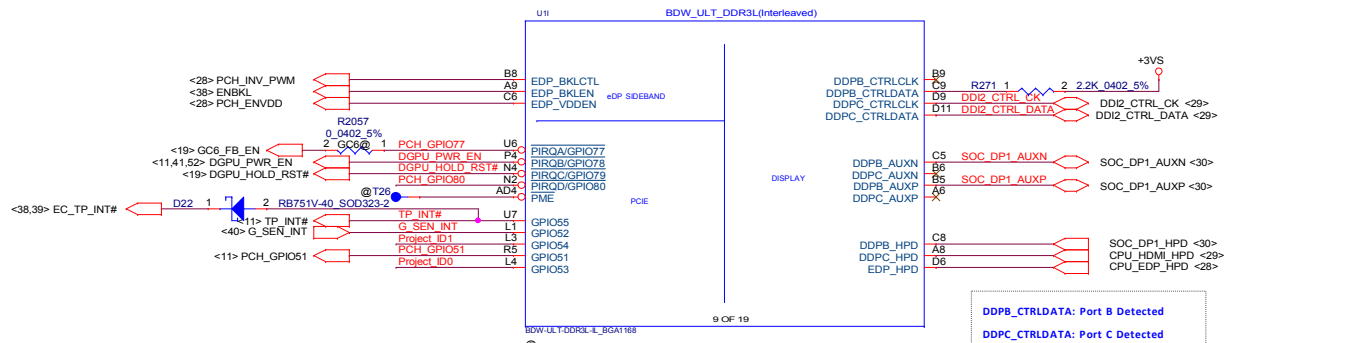 U1I BDW_ULT_DDR3L(Interleaved)
+3VS
<28> PCH_INV_PWM B8 EDP_BKLCTL DDPB_CTRLCLK B9
<38> ENBKL A9 EDP_BKLEN eDP SIDEBAND DDPB_CTRLDATA C9 R271 1 2 2.2K_0402_5%
<28> PCH_ENVDD C6 EDP_VDDEN DDPC_CTRLCLK D9 DDI2_CTRL_CK DDI2_CTRL_CK <29>
DDPC_CTRLDATA D11 DDI2_CTRL_DATA DDI2_CTRL_DATA <29>
R2057
0_0402_5%
<19> GC6_FB_EN 2 GC6@ 1 PCH_GPIO77 U6 PIRQA/GPIO77
<11,41,52> DGPU_PWR_EN DGPU_PWR_EN P4 PIRQB/GPIO78 DDPB_AUXN C5 SOC_DP1_AUXN SOC_DP1_AUXN <30>
<19> DGPU_HOLD_RST# DGPU_HOLD_RST# N4 PIRQC/GPIO79 DDPC_AUXN B6
PCH_GPIO80 N2 PIRQD/GPIO80 DISPLAY DDPB_AUXP B5 SOC_DP1_AUXP SOC_DP1_AUXP <30>
@T26 AD4 PME DDPC_AUXP A6
PCIE
<38,39> EC_TP_INT# D22 1 2 RB751V-40_SOD323-2
<11> TP_INT# TP_INT# U7 GPIO55
<40> G_SEN_INT G_SEN_INT L1 GPIO52
Project_ID1 L3 GPIO54 DDPB_HPD C8 SOC_DP1_HPD <30>
<11> PCH_GPIO51 PCH_GPIO51 R5 GPIO51 DDPC_HPD A8 CPU_HDMI_HPD <29>
Project_ID0 L4 GPIO53 EDP_HPD D6 CPU_EDP_HPD <28>
9 OF 19
BDW-ULT-DDR3L-IL_BGA1168
DDPB_CTRLDATA: Port B Detected
DDPC_CTRLDATA: Port C Detected